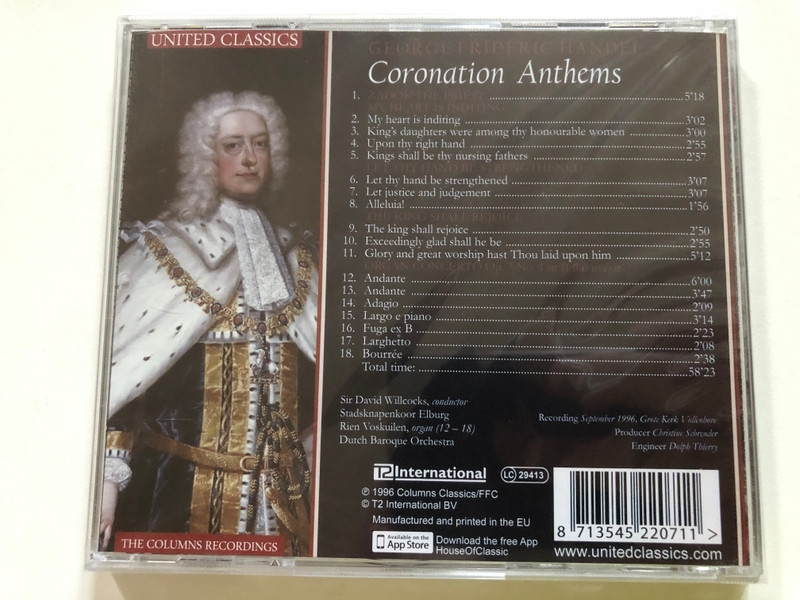 UNITED CLASSICS
GEORGE FRIDERIC HANDEL
Coronation Anthems
1. ZADOK THE PRIEST 5'18
MY HEART IS INDITING
2. My heart is inditing 3'02
3. King's daughters were among thy honourable women 3'00
4. Upon thy right hand 2'55
5. Kings shall be thy nursing fathers 2'57
LET THY HAND BE STRENGTHENED
6. Let thy hand be strengthened 3'07
7. Let justice and judgement 3'07
8. Alleluia! 1'56
THE KING SHALL REJOICE
9. The king shall rejoice 2'50
10. Exceedingly glad shall he be 2'55
11. Glory and great worship hast Thou laid upon him 5'12
ORGAN CONCERTO
12. Andante 6'00
13. Andante 3'47
14. Adagio 2'09
15. Largo e piano 3'14
16. Fuga ex B 2'23
17. Larghetto 2'08
18. Bourrée 2'38
Total time: 58'23
Sir David Willcocks, conductor
Stadsknapenkoor Elburg
Rien Voskuilen, organ (12 – 18)
Dutch Baroque Orchestra
Recording September 1996, Grote Kerk Vollenhove
Producer Christine Schreuder
Engineer Dolph Thierry
T2 International
LC 29413
℗ 1996 Columns Classics/FFC
© T2 International BV
Manufactured and printed in the EU
Available on the
App Store
Download the free App
HouseOfClassic
8 713545 220711 >
www.unitedclassics.com
THE COLUMNS RECORDINGS